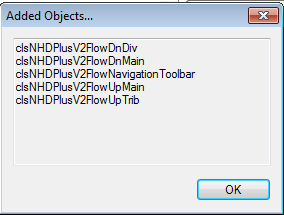 Added Objects...
clsNHDPlusV2FlowDnDiv
clsNHDPlusV2FlowDnMain
clsNHDPlusV2FlowNavigationToolbar
clsNHDPlusV2FlowUpMain
clsNHDPlusV2FlowUpTrib
OK